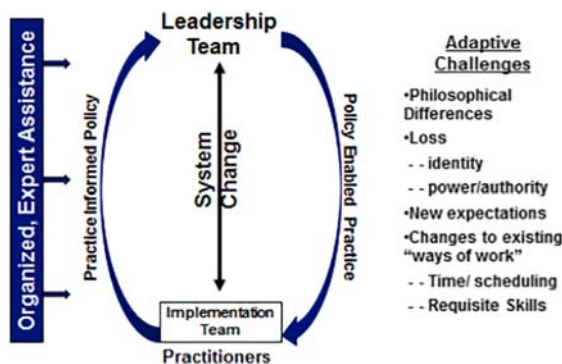 Organized, Expert Assistance
Practice Informed Policy
Leadership
Team
System
Change
Policy Enabled Practice
Implementation
Team
Practitioners
Adaptive
Challenges
•Philosophical
Differences
•Loss
- - identity
- - power/authority
•New expectations
•Changes to existing
“ways of work”
- - Time/ scheduling
- - Requisite Skills